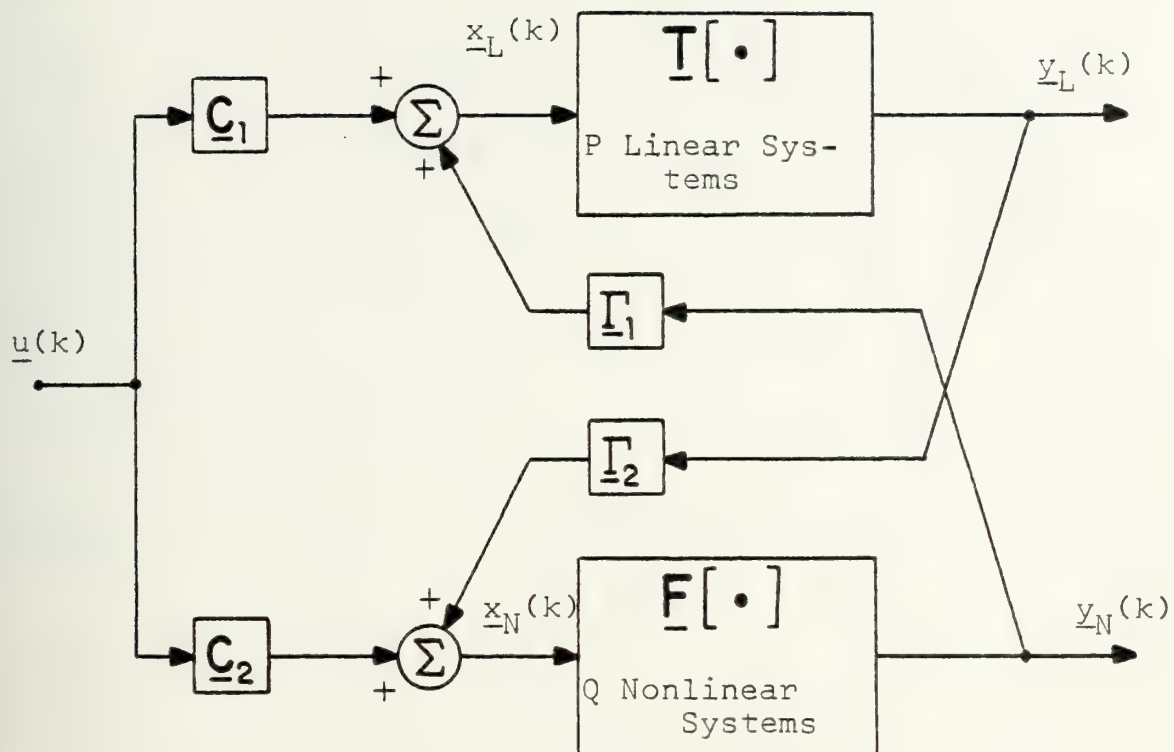 x_L(k)
T[•]
y_L(k)
+
C_1
Σ
P Linear Sys-
tems
+
Γ_1
u(k)
Γ_2
F[•]
+
x_N(k)
y_N(k)
C_2
Σ
+
Q Nonlinear
Systems